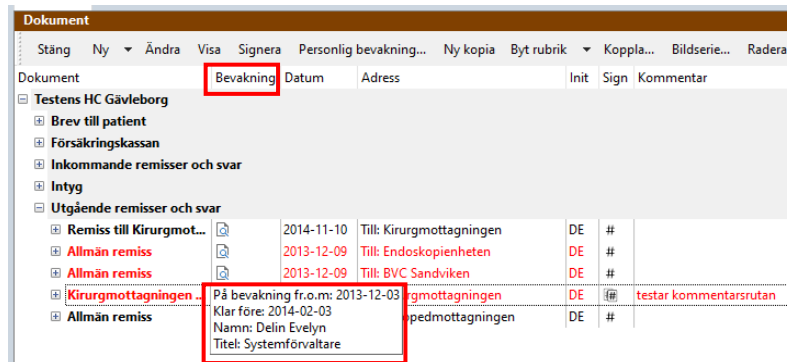 Dokument
Stäng Ny Ändra Visa Signera Personlig bevakning... Ny kopia Byt rubrik Koppla... Bildserie... Radera
Dokument Bevakning Datum Adress Init Sign Kommentar
Testens HC Gävleborg
Brev till patient
Försäkringskassan
Inkommande remisser och svar
Intyg
Utgående remisser och svar
Remiss till Kirurgmot... 2014-11-10 Till: Kirurgmottagningen DE #
Allmän remiss 2013-12-09 Till: Endoskopienheten DE #
Allmän remiss 2013-12-09 Till: BVC Sandviken DE #
Kirurgmottagningen .. På bevakning fr.o.m: 2013-12-03 rgmottagningen DE # testar kommentarsrutan
Klar före: 2014-02-03
Allmän remiss Namn: Delin Evelyn opedmottagningen DE #
Titel: Systemförvaltare